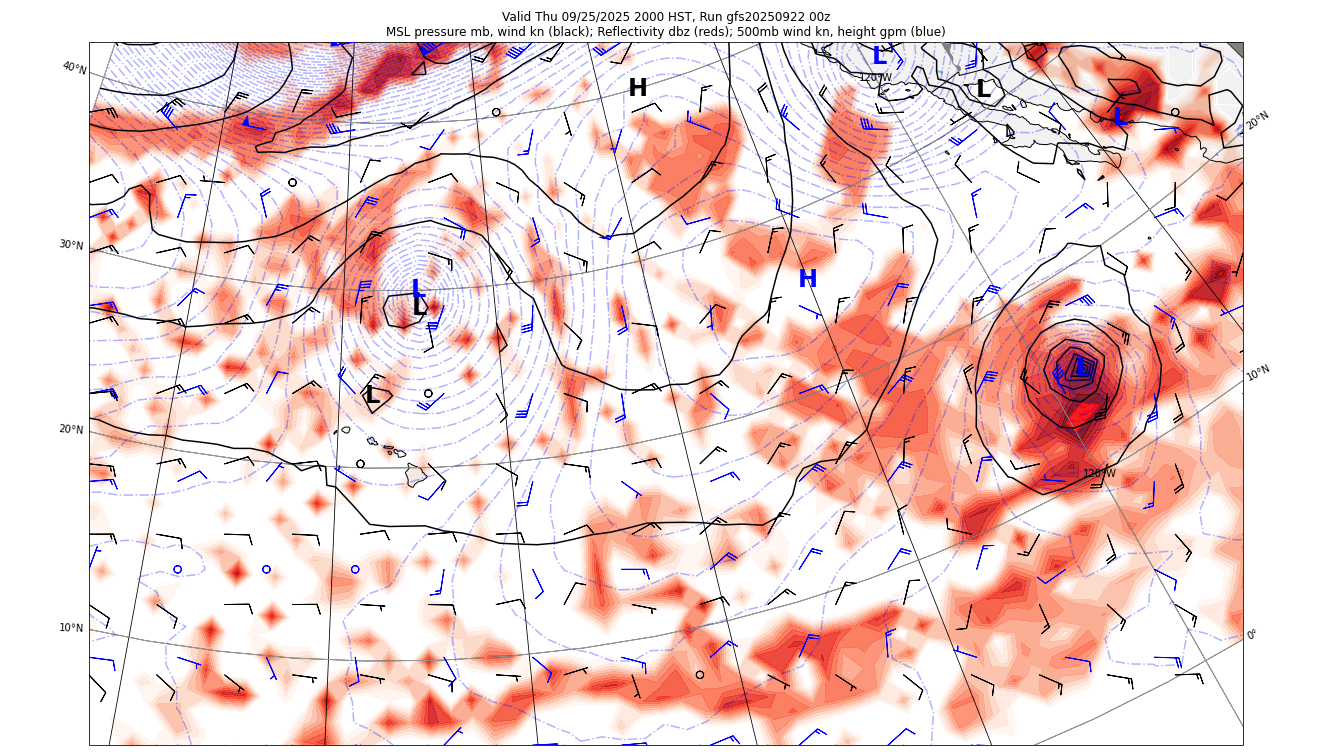 Valid Thu 09/25/2025 2000 HST, Run gfs20250922 00z
MSL pressure mb, wind kn (black); Reflectivity dbz (reds); 500mb wind kn, height gpm (blue)
40°N
L
120°W
H
L
20°N
L
L
30°N
H
L
L
L
10°N
L
20°N
120°W
10°N
0°